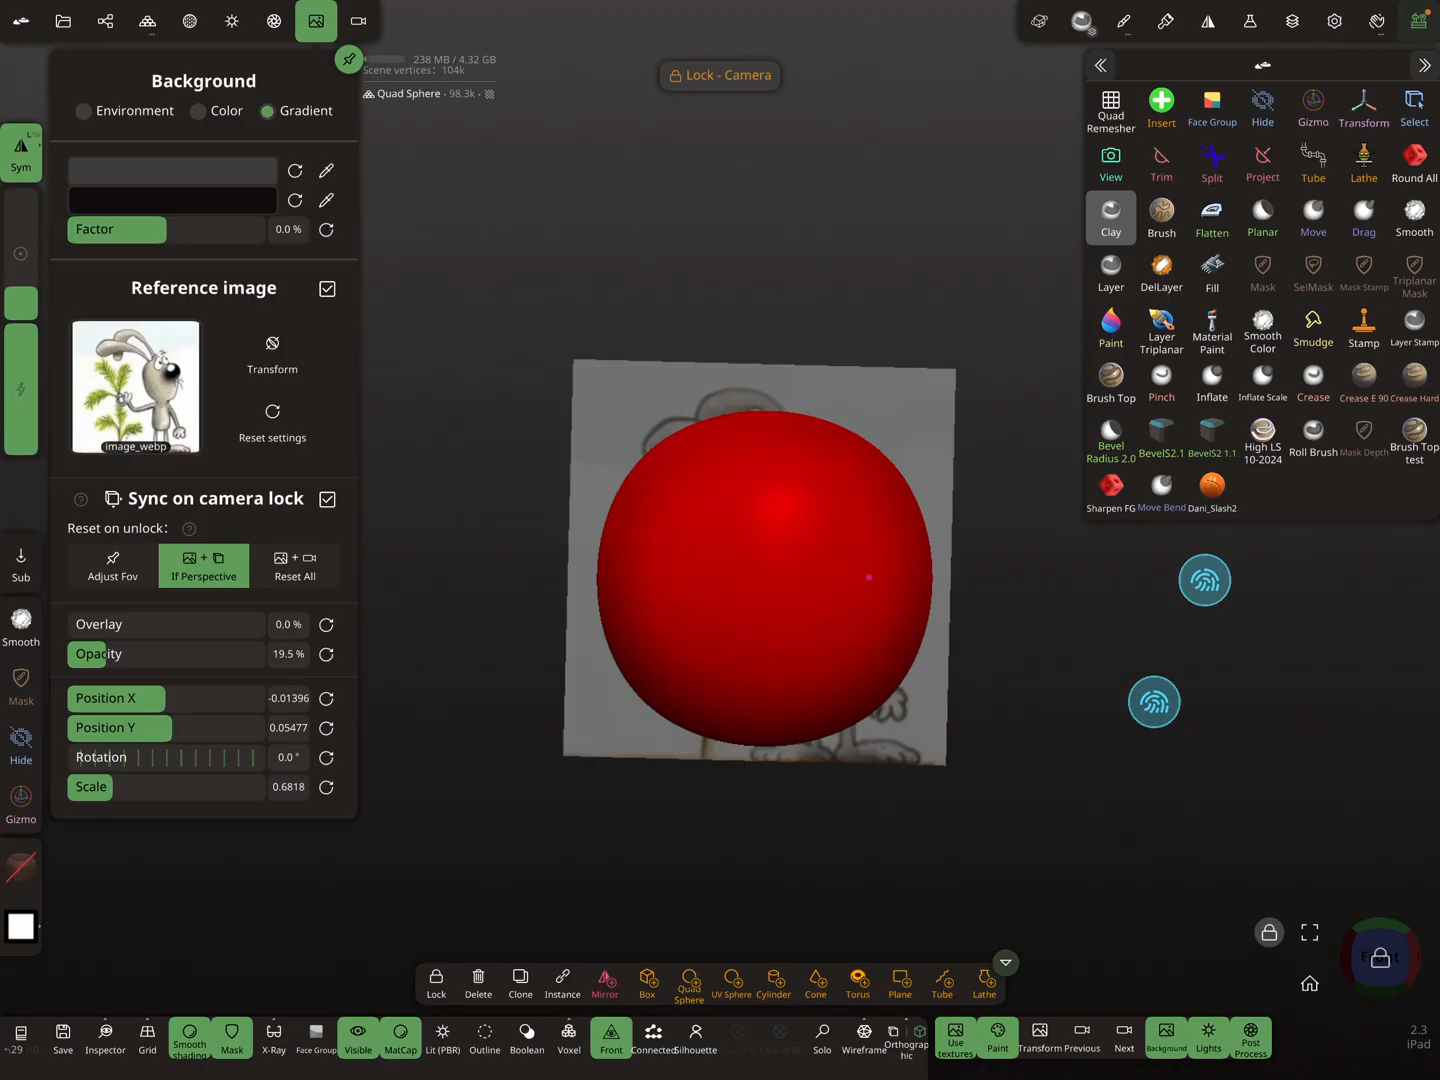 Background
Environment
Color
Gradient
Factor
0.0 %
Reference image
image_webp
Transform
Reset settings
Sync on camera lock
Reset on unlock:
Adjust Fov
If Perspective
Reset All
Overlay
0.0 %
Opacity
19.5 %
Position X
-0.01396
Position Y
0.05477
Rotation
0.0 °
Scale
0.6818
L/W
Sym
Sub
Smooth
Mask
Hide
Gizmo
238 MB / 4.32 GB
Scene vertices: 104k
Quad Sphere - 98.3k -
Lock - Camera
Quad Remesher
Insert
Face Group
Hide
Gizmo
Transform
Select
View
Trim
Split
Project
Tube
Lathe
Round All
Clay
Brush
Flatten
Planar
Move
Drag
Smooth
Layer
DelLayer
Fill
Mask
SelMask
Mask Stamp
Triplanar Mask
Paint
Layer Triplanar
Material Paint
Smooth Color
Smudge
Stamp
Layer Stamp
Brush Top
Pinch
Inflate
Inflate Scale
Crease
Crease E 90
Crease Hard
Bevel Radius 2.0
BevelS2.1
BevelS2 1.1
High LS 10-2024
Roll Brush
Mask Depth
Brush Top test
Sharpen FG
Move Bend
Dani_Slash2
Lock
Delete
Clone
Instance
Mirror
Box
Quad Sphere
UV Sphere
Cylinder
Cone
Torus
Plane
Tube
Lathe
29
Save
Inspector
Grid
Smooth shading
Mask
X-Ray
Face Group
Visible
MatCap
Lit (PBR)
Outline
Boolean
Voxel
Front
Connected
Silhouette
Solo
Wireframe
Orthographic
Use textures
Paint
Transform
Previous
Next
Background
Lights
Post Process
2.3
iPad